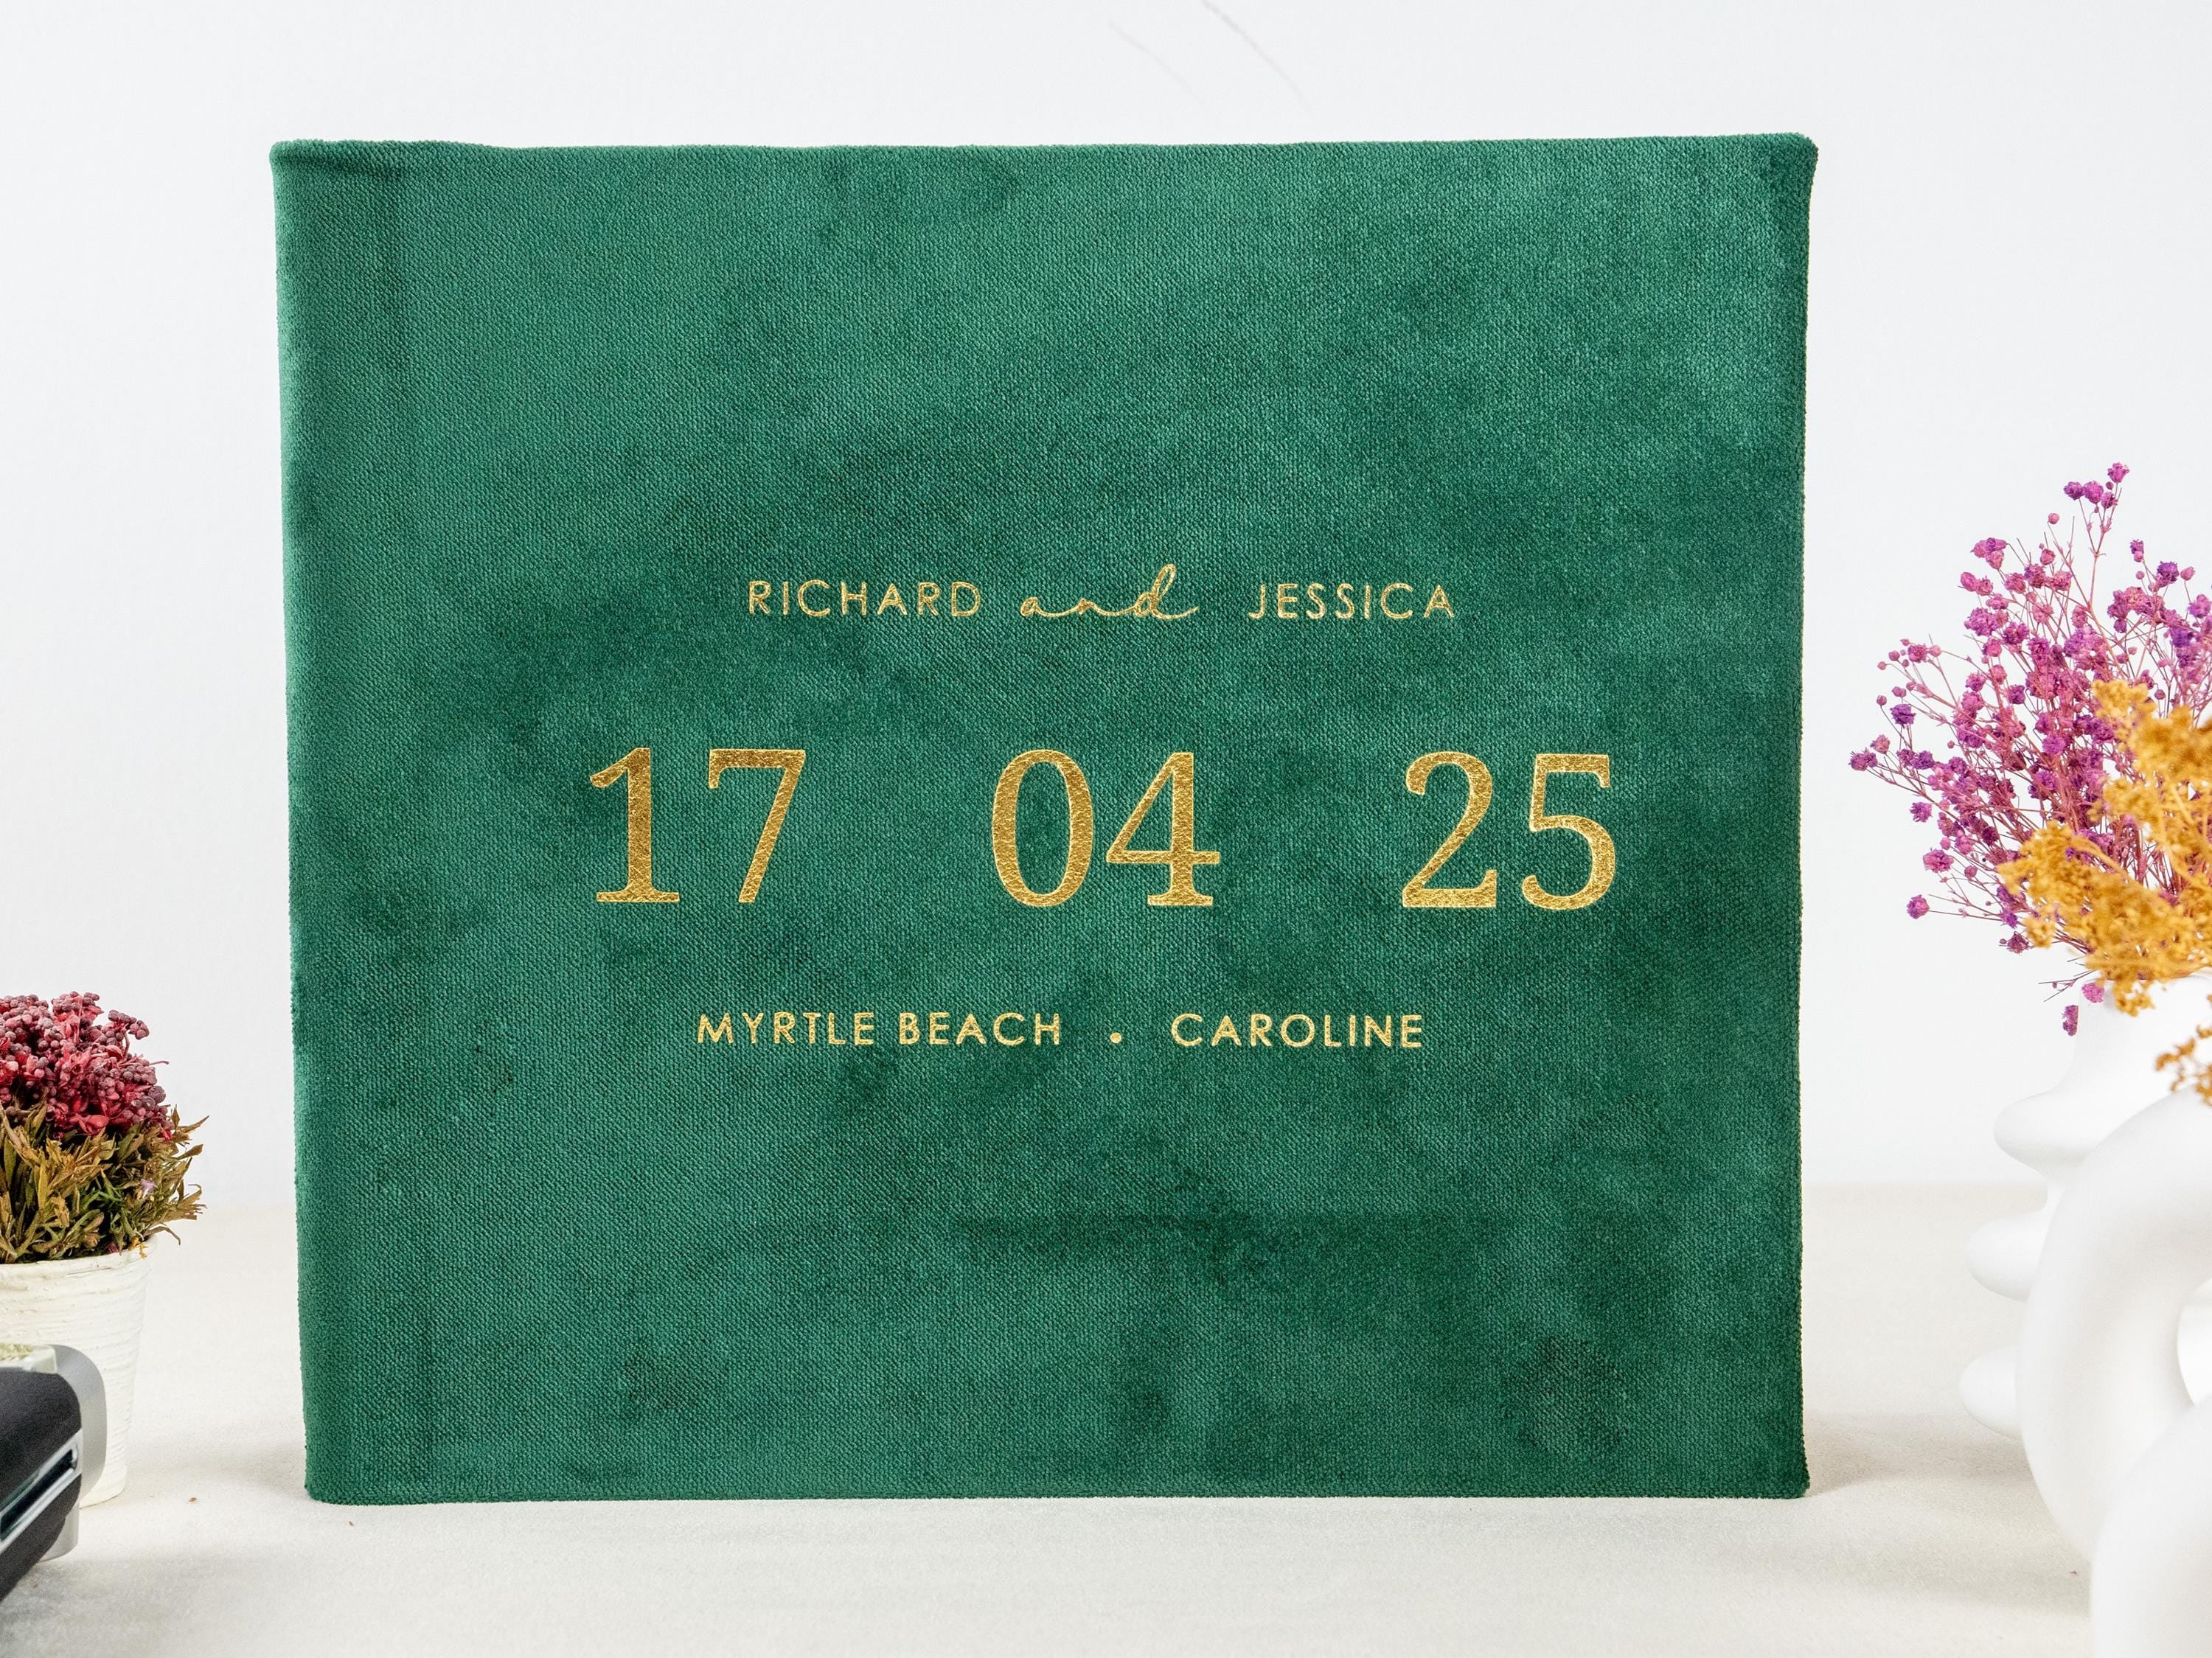 RICHARD and JESSICA
17 04 25
MYRTLE BEACH • CAROLINE